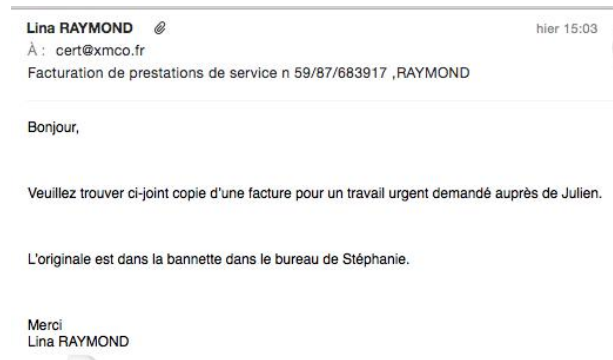 Lina RAYMOND
hier 15:03
À : cert@xmco.fr
Facturation de prestations de service n 59/87/683917 ,RAYMOND
Bonjour,
Veuillez trouver ci-joint copie d'une facture pour un travail urgent demandé auprès de Julien.
L'originale est dans la bannette dans le bureau de Stéphanie.
Merci
Lina RAYMOND